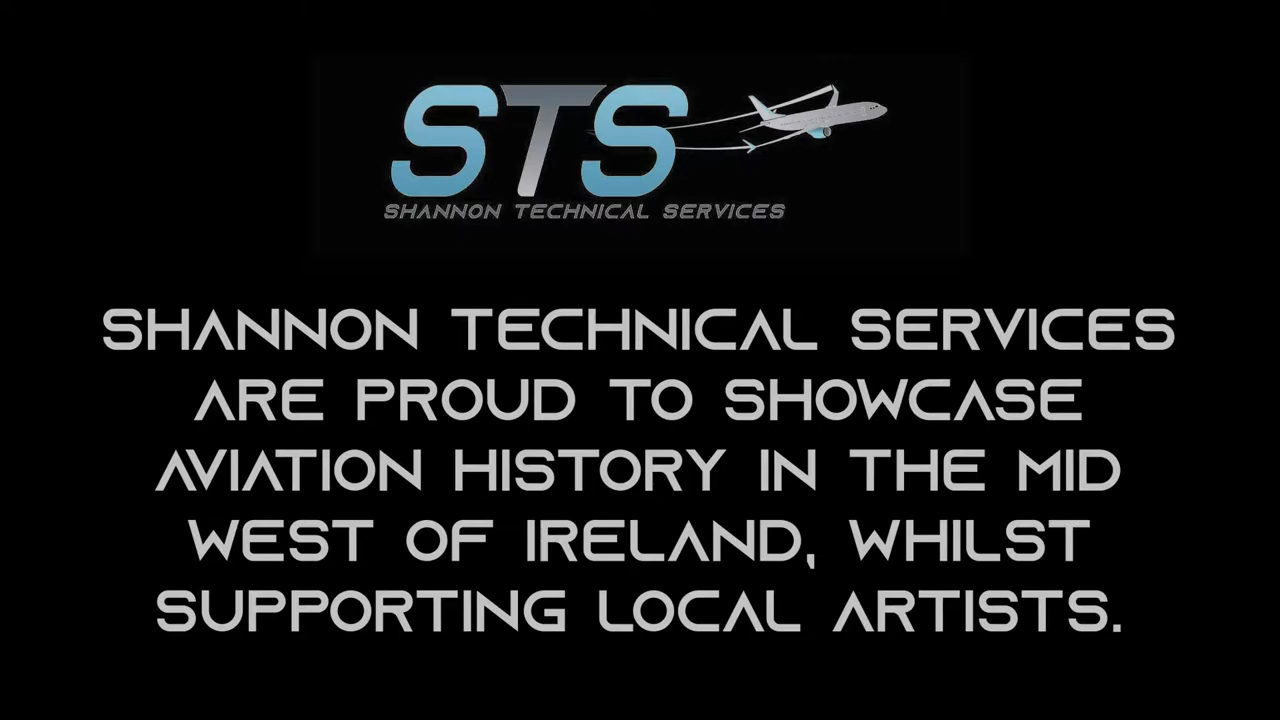 STS
SHANNON TECHNICAL SERVICES
SHANNON TECHNICAL SERVICES
ARE PROUD TO SHOWCASE
AVIATION HISTORY IN THE MID
WEST OF IRELAND, WHILST
SUPPORTING LOCAL ARTISTS.